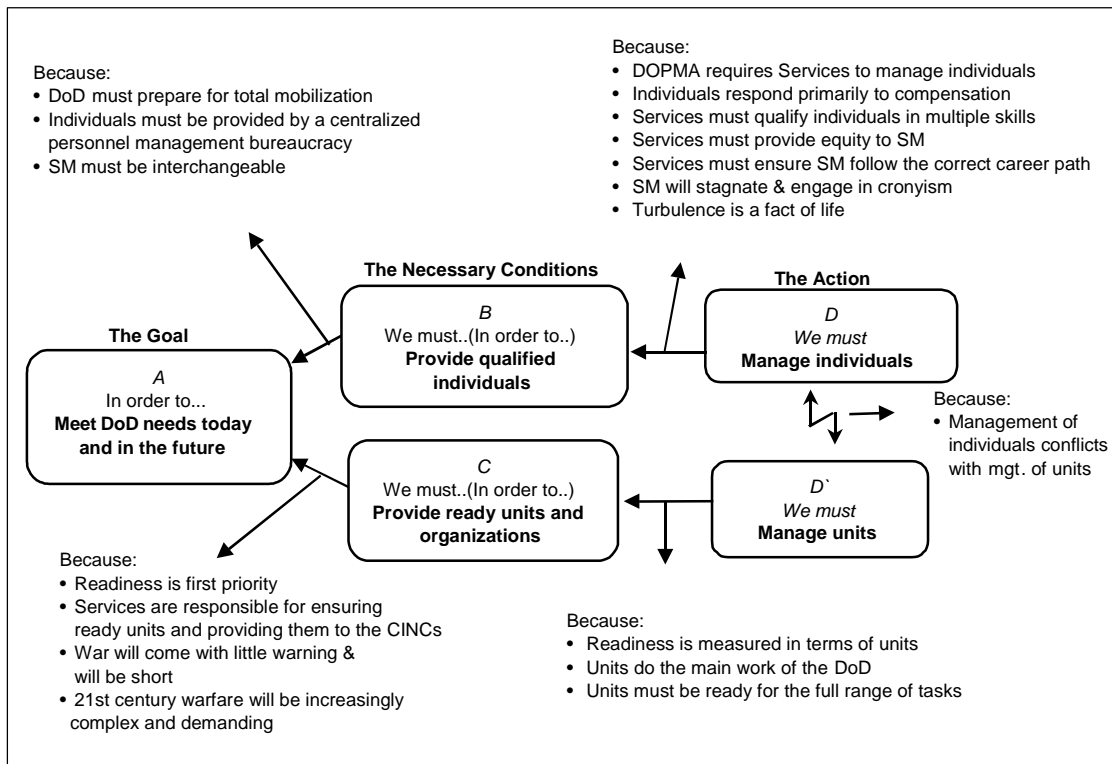 Because:
• DoD must prepare for total mobilization
• Individuals must be provided by a centralized
personnel management bureaucracy
• SM must be interchangeable
Because:
• DOPMA requires Services to manage individuals
• Individuals respond primarily to compensation
• Services must qualify individuals in multiple skills
• Services must provide equity to SM
• Services must ensure SM follow the correct career path
• SM will stagnate & engage in cronyism
• Turbulence is a fact of life
The Goal
A
In order to...
Meet DoD needs today
and in the future
The Necessary Conditions
B
We must..(In order to..)
Provide qualified
individuals
The Action
D
We must
Manage individuals
Because:
• Management of
individuals conflicts
with mgt. of units
C
We must..(In order to..)
Provide ready units and
organizations
D`
We must
Manage units
Because:
• Readiness is first priority
• Services are responsible for ensuring
ready units and providing them to the CINCs
• War will come with little warning &
will be short
• 21st century warfare will be increasingly
complex and demanding
Because:
• Readiness is measured in terms of units
• Units do the main work of the DoD
• Units must be ready for the full range of tasks